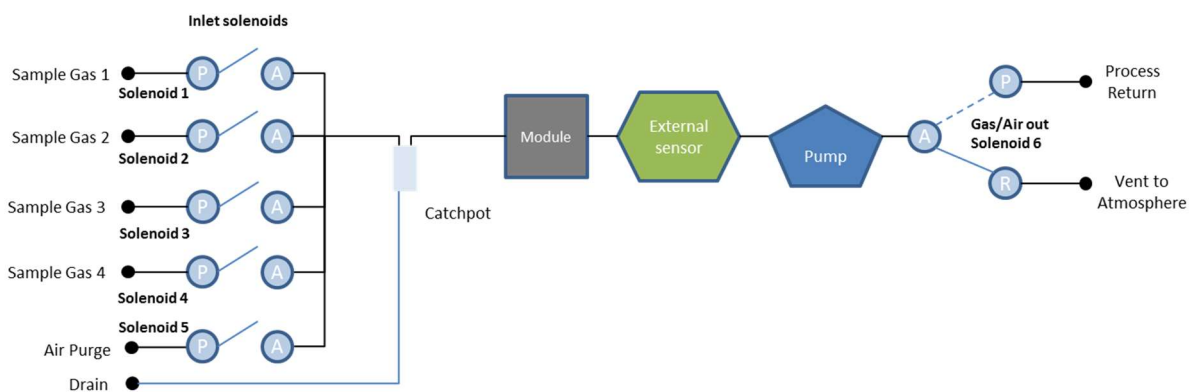 Inlet solenoids
Sample Gas 1
P
A
Solenoid 1
Sample Gas 2
P
A
Solenoid 2
Sample Gas 3
P
A
Solenoid 3
Sample Gas 4
P
A
Solenoid 4
Solenoid 5
Air Purge
P
A
Drain
Catchpot
Module
External
sensor
Pump
A
P
Process
Return
Gas/Air out
Solenoid 6
R
Vent to
Atmosphere